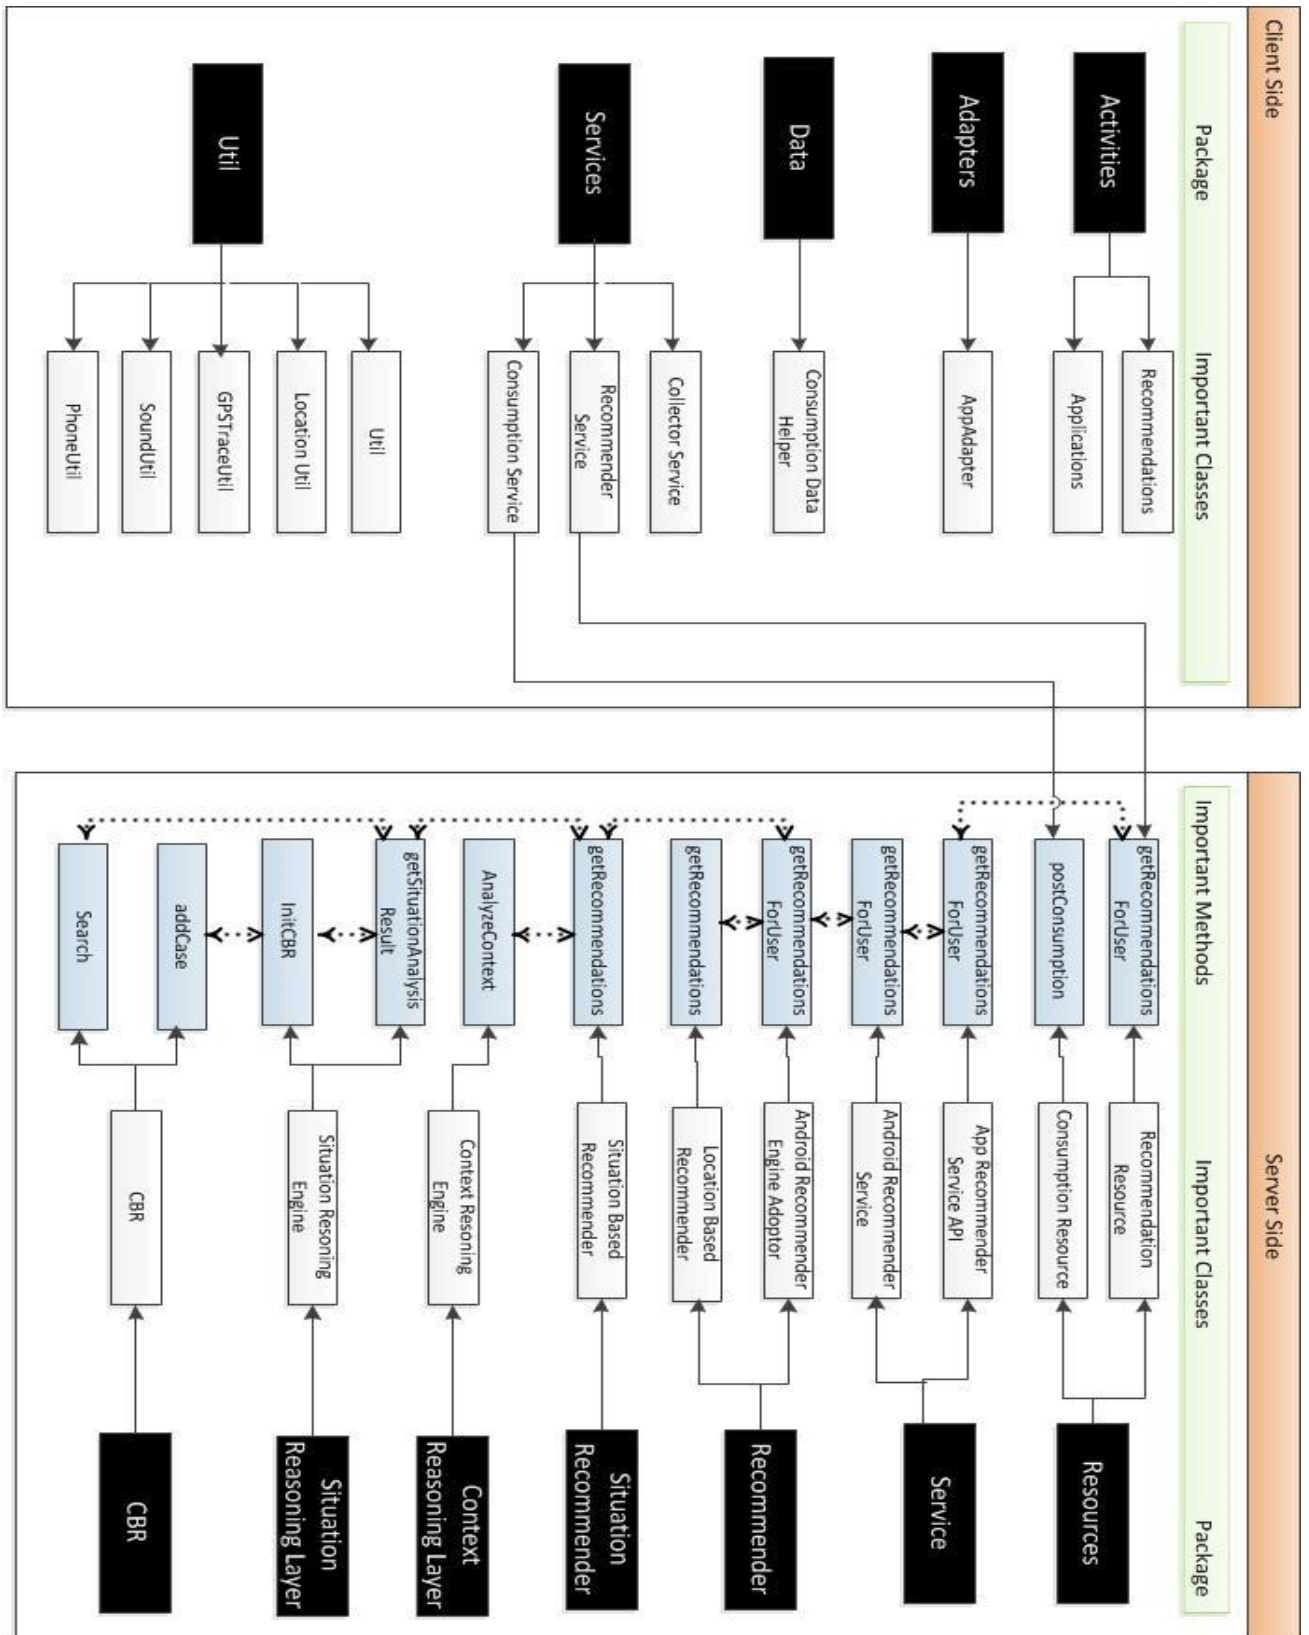 Client Side
Package
Important Classes
Activities
Recommendations
Applications
Adapters
AppAdapter
Data
Consumption Data
Helper
Services
Collector Service
Recommender
Service
Consumption Service
Util
Util
Location Util
GPSTraceUtil
SoundUtil
PhoneUtil
Server Side
Important Methods
Important Classes
Package
getRecommendations
ForUser
Recommendation
Resource
Resources
postConsumption
Consumption Resource
getRecommendations
ForUser
App Recommender
Service API
Service
getRecommendations
ForUser
Android Recommender
Service
getRecommendations
ForUser
Android Recommender
Engine Adoptor
Recommender
getRecommendations
Location Based
Recommender
getRecommendations
Situation Based
Recommender
Situation
Recommender
AnalyzeContext
Context Resoning
Engine
Context
Reasoning Layer
getSituationAnalysis
Result
Situation Resoning
Engine
Situation
Reasoning Layer
InitCBR
addCase
CBR
CBR
Search